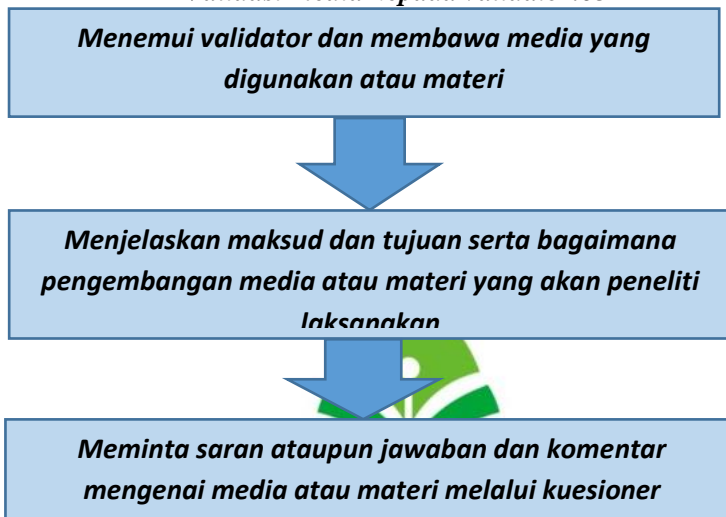 Menemui validator dan membawa media yang
digunakan atau materi
Menjelaskan maksud dan tujuan serta bagaimana
pengembangan media atau materi yang akan peneliti
laksanakan
Meminta saran ataupun jawaban dan komentar
mengenai media atau materi melalui kuesioner